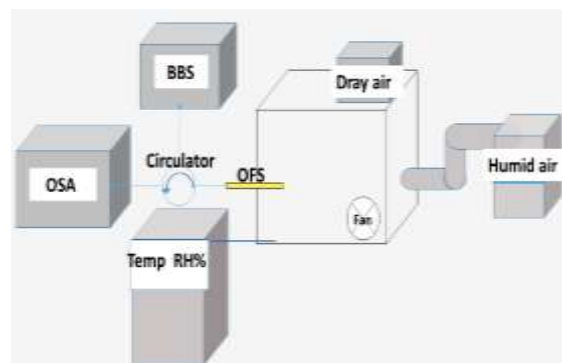 BBS
Dray air
Circulator
OSA
OFS
Humid air
Fan
Temp RH%